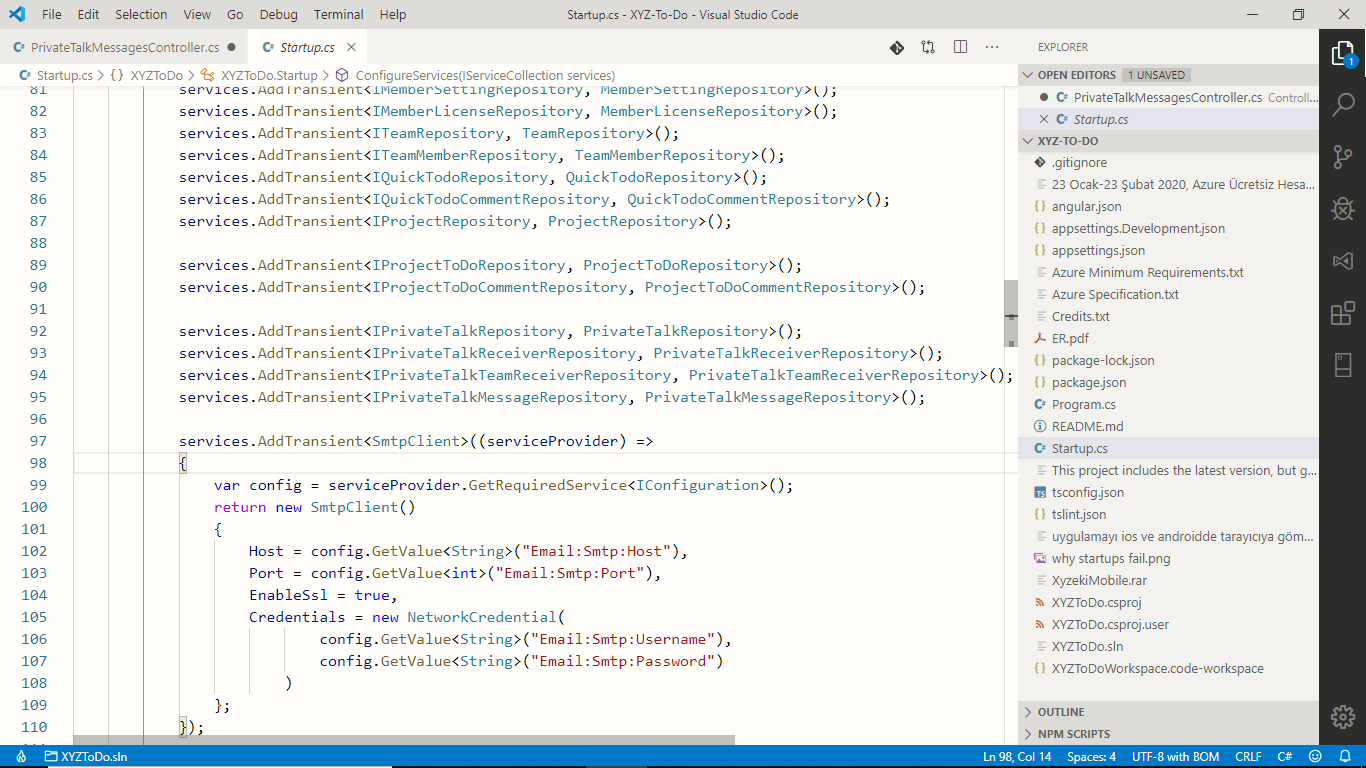 File Edit Selection View Go Debug Terminal Help
Startup.cs - XYZ-To-Do - Visual Studio Code
PrivateTalkMessagesController.cs
Startup.cs
Startup.cs > {} XYZToDo > XYZToDo.Startup > ConfigureServices(IServiceCollection services)
81 services.AddTransient<IMemberSettingRepository, MemberSettingRepository>();
82 services.AddTransient<IMemberLicenseRepository, MemberLicenseRepository>();
83 services.AddTransient<ITeamRepository, TeamRepository>();
84 services.AddTransient<ITeamMemberRepository, TeamMemberRepository>();
85 services.AddTransient<IQuickTodoRepository, QuickTodoRepository>();
86 services.AddTransient<IQuickTodoCommentRepository, QuickTodoCommentRepository>();
87 services.AddTransient<IProjectRepository, ProjectRepository>();
88
89 services.AddTransient<IProjectToDoRepository, ProjectToDoRepository>();
90 services.AddTransient<IProjectToDoCommentRepository, ProjectToDoCommentRepository>();
91
92 services.AddTransient<IPrivateTalkRepository, PrivateTalkRepository>();
93 services.AddTransient<IPrivateTalkReceiverRepository, PrivateTalkReceiverRepository>();
94 services.AddTransient<IPrivateTalkTeamReceiverRepository, PrivateTalkTeamReceiverRepository>();
95 services.AddTransient<IPrivateTalkMessageRepository, PrivateTalkMessageRepository>();
96
97 services.AddTransient<SmtpClient>((serviceProvider) =>
98 {
99 var config = serviceProvider.GetRequiredService<IConfiguration>();
100 return new SmtpClient()
101 {
102 Host = config.GetValue<String>("Email:Smtp:Host"),
103 Port = config.GetValue<int>("Email:Smtp:Port"),
104 EnableSsl = true,
105 Credentials = new NetworkCredential(
106 config.GetValue<String>("Email:Smtp:Username"),
107 config.GetValue<String>("Email:Smtp:Password")
108 )
109 };
110 });
EXPLORER
OPEN EDITORS 1 UNSAVED
PrivateTalkMessagesController.cs Controll...
Startup.cs
XYZ-TO-DO
.gitignore
23 Ocak-23 Şubat 2020, Azure Ücretsiz Hesa...
{} angular.json
{} appsettings.Development.json
{} appsettings.json
Azure Minimum Requirements.txt
Azure Specification.txt
Credits.txt
ER.pdf
{} package-lock.json
{} package.json
Program.cs
README.md
Startup.cs
This project includes the latest version, but g...
TS tsconfig.json
{} tslint.json
uygulamayı ios ve androidde tarayıcıya göm...
why startups fail.png
XyzekiMobile.rar
XYZToDo.csproj
XYZToDo.csproj.user
XYZToDo.sln
{} XYZToDoWorkspace.code-workspace
OUTLINE
NPM SCRIPTS
1
XYZToDo.sln
Ln 98, Col 14 Spaces: 4 UTF-8 with BOM CRLF C#